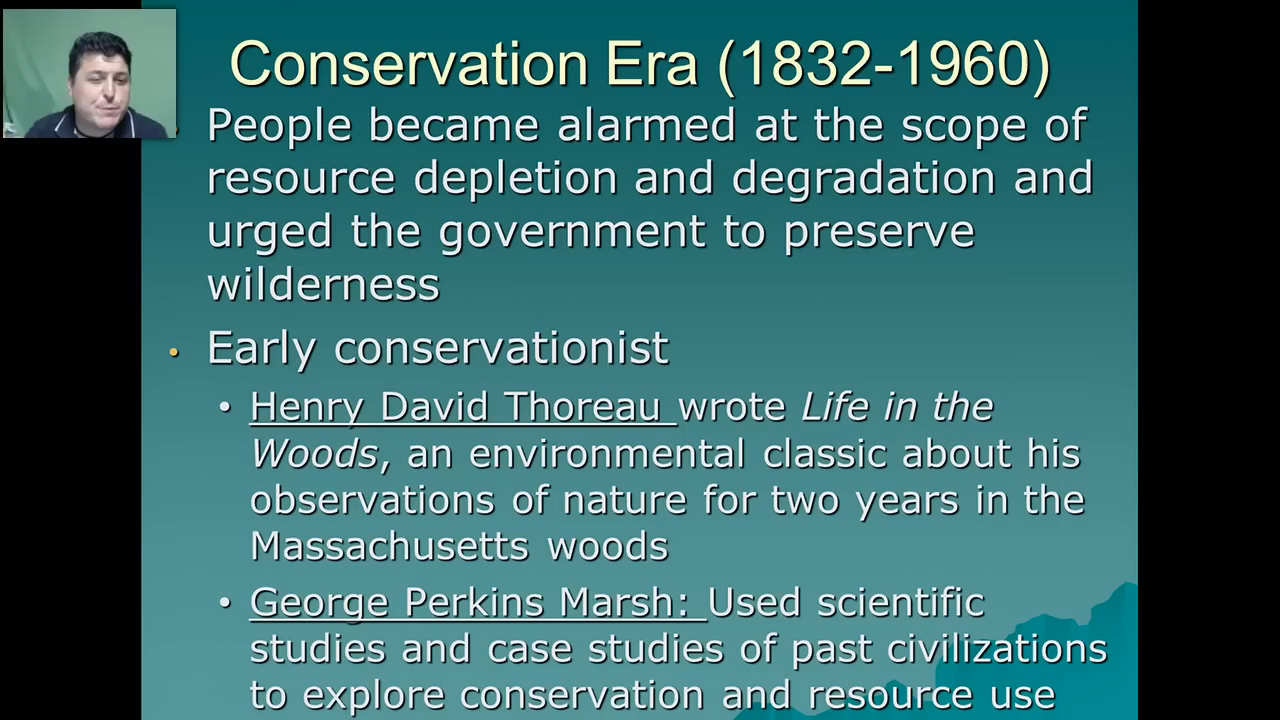 Conservation Era (1832-1960)
People became alarmed at the scope of
resource depletion and degradation and
urged the government to preserve
wilderness
• Early conservationist
• Henry David Thoreau wrote Life in the
Woods, an environmental classic about his
observations of nature for two years in the
Massachusetts woods
• George Perkins Marsh: Used scientific
studies and case studies of past civilizations
to explore conservation and resource use